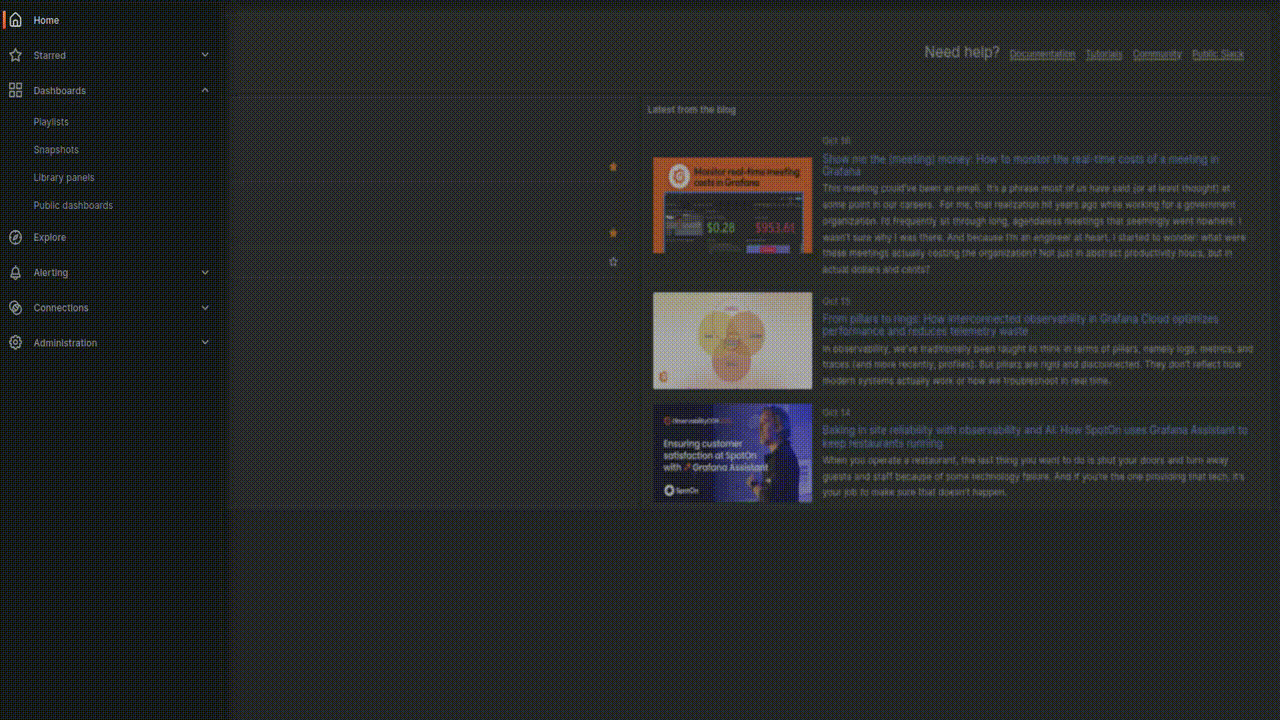 Home
Starred
Dashboards
Playlists
Snapshots
Library panels
Public dashboards
Explore
Alerting
Connections
Administration
Need help? Documentation Tutorials Community Public Slack
Latest from the blog
Oct 16
Show me the (meeting) money: How to monitor the real-time costs of a meeting in
Grafana
This meeting could've been an email. It's a phrase most of us have said (or at least thought) at
some point in our careers. For me, that realization hit years ago while working for a government
organization. I'd frequently sit through long, agendaless meetings that seemingly went nowhere. I
wasn't sure why I was there. And because I'm an engineer at heart, I started to wonder: what were
these meetings actually costing the organization? Not just in abstract productivity hours, but in
actual dollars and cents?
Monitor real-time meeting
costs in Grafana
$0.28 $953.61
Oct 15
From pillars to rings: How interconnected observability in Grafana Cloud optimizes
performance and reduces telemetry waste
In observability, we've traditionally been taught to think in terms of pillars, namely logs, metrics, and
traces (and more recently, profiles). But pillars are rigid and disconnected. They don't reflect how
modern systems actually work or how we troubleshoot in real time.
Oct 14
Baking in site reliability with observability and AI: How SpotOn uses Grafana Assistant to
keep restaurants running
When you operate a restaurant, the last thing you want to do is shut your doors and turn away
guests and staff because of some technology failure. And if you're the one providing that tech, it's
your job to make sure that doesn't happen.
ObservabilityCON
Ensuring customer
satisfaction at SpotOn
with Grafana Assistant
SpotOn